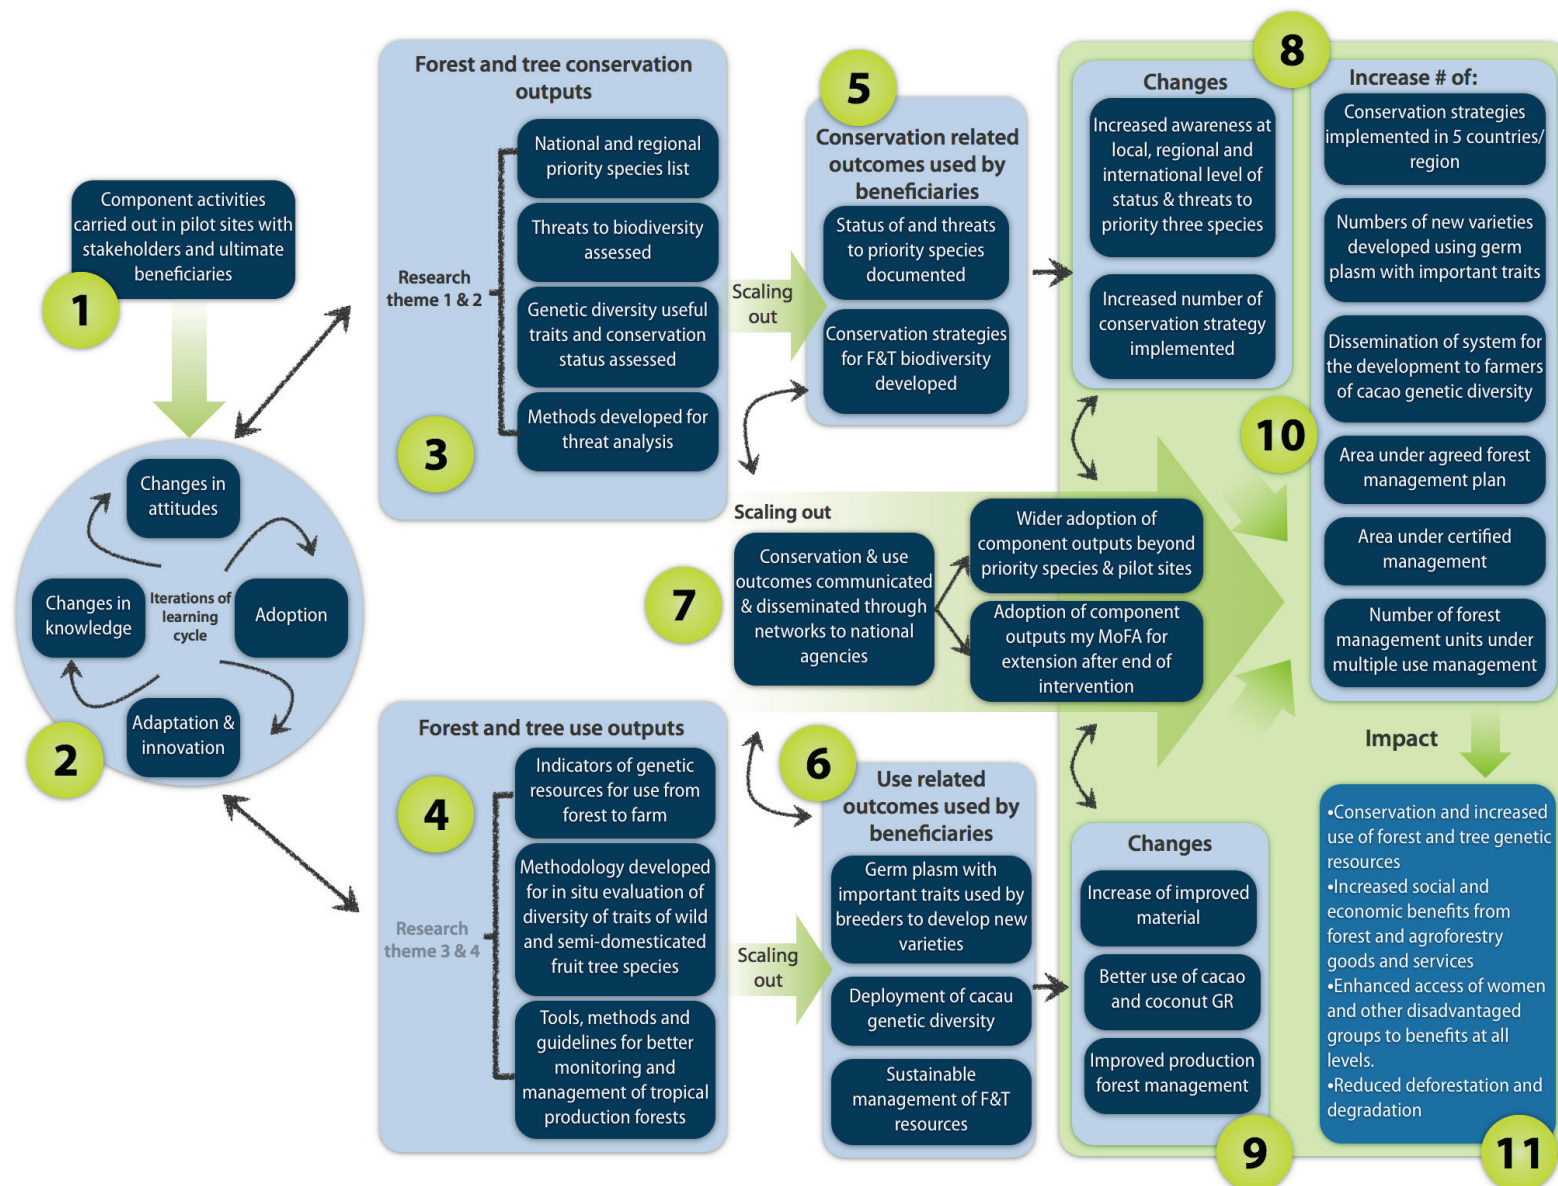 1
Component activities
carried out in pilot sites with
stakeholders and ultimate
beneficiaries
2
Changes in
attitudes
Changes in
knowledge
Iterations of
learning
cycle
Adoption
Adaptation &
innovation
3
Forest and tree conservation
outputs
Research
theme 1 & 2
National and regional
priority species list
Threats to biodiversity
assessed
Genetic diversity useful
traits and conservation
status assessed
Methods developed for
threat analysis
4
Forest and tree use outputs
Research
theme 3 & 4
Indicators of genetic
resources for use from
forest to farm
Methodology developed
for in situ evaluation of
diversity of traits of wild
and semi-domesticated
fruit tree species
Tools, methods and
guidelines for better
monitoring and
management of tropical
production forests
Scaling
out
5
Conservation related
outcomes used by
beneficiaries
Status of and threats
to priority species
documented
Conservation strategies
for F&T biodiversity
developed
Scaling
out
6
Use related
outcomes used by
beneficiaries
Germ plasm with
important traits used by
breeders to develop new
varieties
Deployment of cacau
genetic diversity
Sustainable
management of F&T
resources
7
Scaling out
Conservation & use
outcomes communicated
& disseminated through
networks to national
agencies
Wider adoption of
component outputs beyond
priority species & pilot sites
Adoption of component
outputs my MoFA for
extension after end of
intervention
8
Changes
Increased awareness at
local, regional and
international level of
status & threats to
priority three species
Increased number of
conservation strategy
implemented
9
Changes
Increase of improved
material
Better use of cacao
and coconut GR
Improved production
forest management
10
Increase # of:
Conservation strategies
implemented in 5 countries/
region
Numbers of new varieties
developed using germ
plasm with important traits
Dissemination of system for
the development to farmers
of cacao genetic diversity
Area under agreed forest
management plan
Area under certified
management
Number of forest
management units under
multiple use management
Impact
11
•Conservation and increased
use of forest and tree genetic
resources
•Increased social and
economic benefits from
forest and agroforestry
goods and services
•Enhanced access of women
and other disadvantaged
groups to benefits at all
levels.
•Reduced deforestation and
degradation